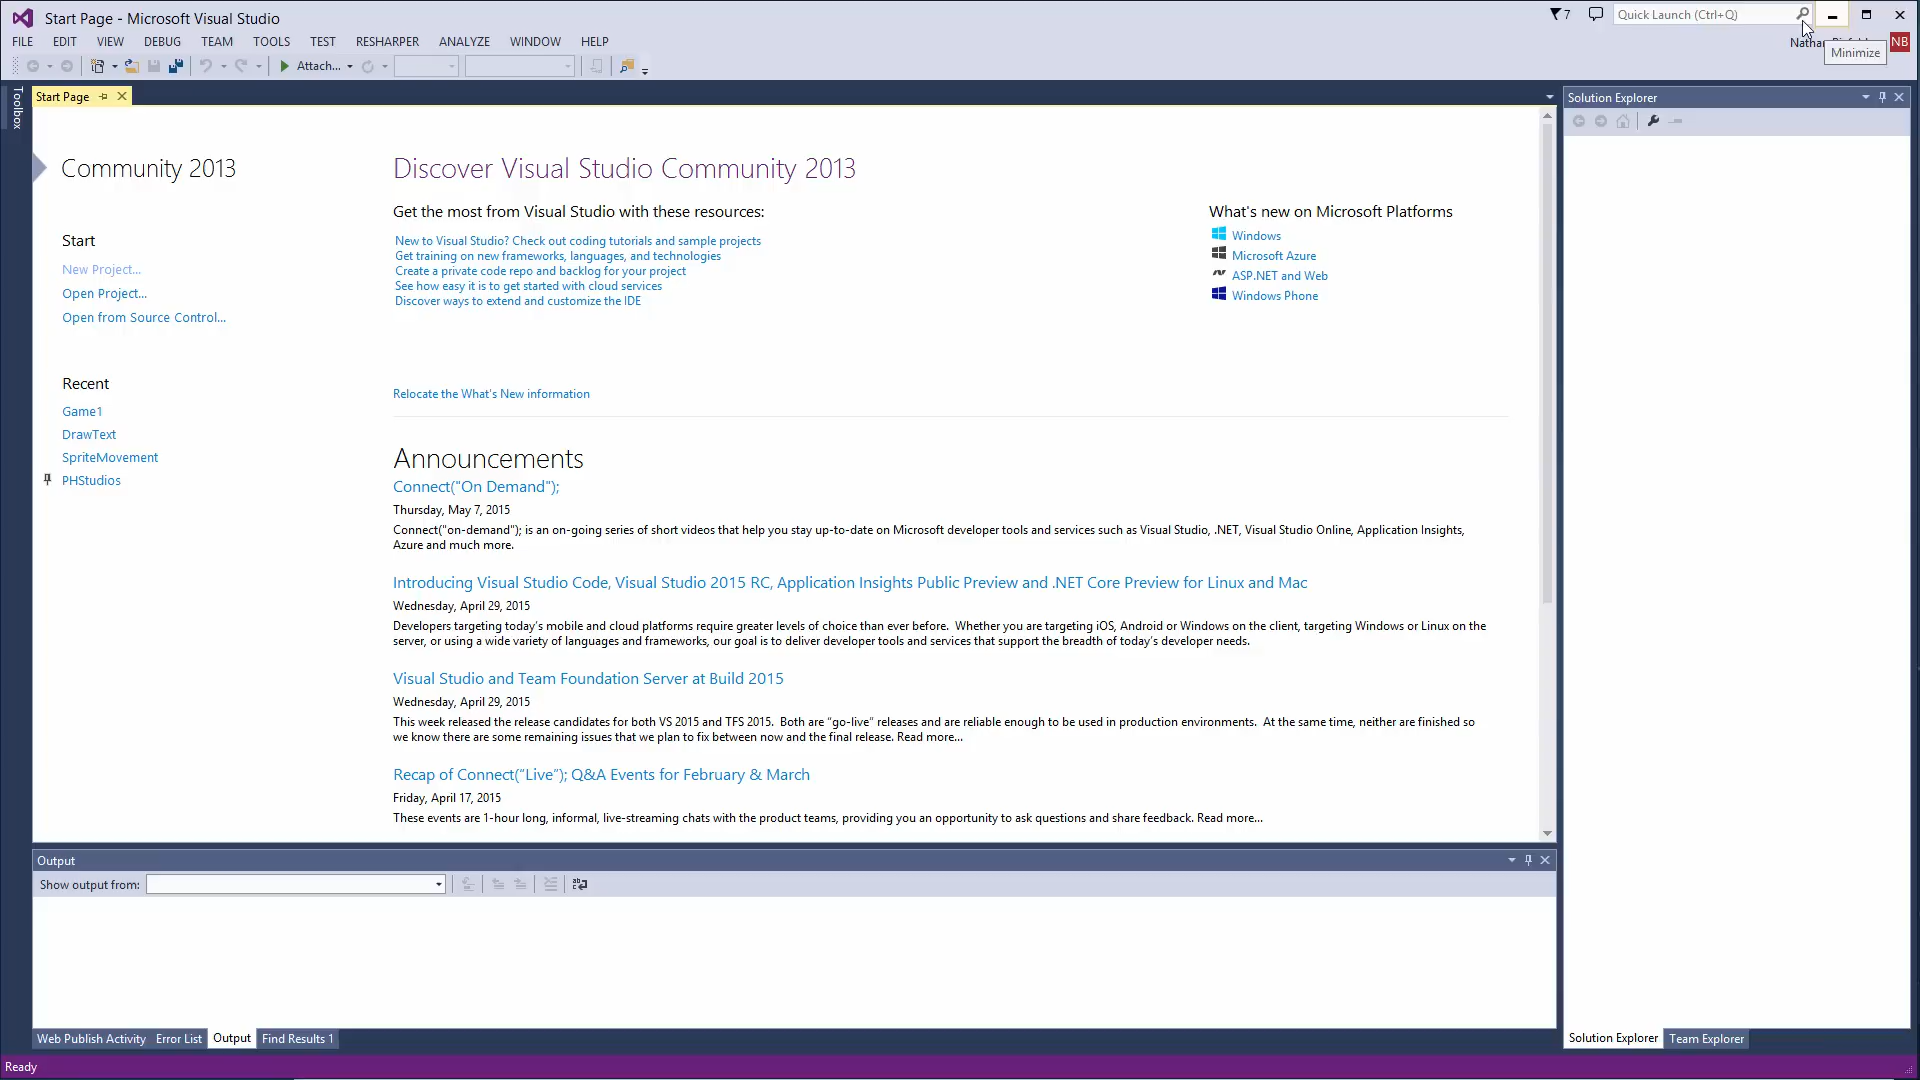 Start Page - Microsoft Visual Studio
7
Quick Launch (Ctrl+Q)
FILE EDIT VIEW DEBUG TEAM TOOLS TEST RESHARPER ANALYZE WINDOW HELP
NB
Minimize
Attach...
Toolbox
Start Page
Community 2013
Start
New Project...
Open Project...
Open from Source Control...
Recent
Game1
DrawText
SpriteMovement
PHStudios
Discover Visual Studio Community 2013
Get the most from Visual Studio with these resources:
New to Visual Studio? Check out coding tutorials and sample projects
Get training on new frameworks, languages, and technologies
Create a private code repo and backlog for your project
See how easy it is to get started with cloud services
Discover ways to extend and customize the IDE
What's new on Microsoft Platforms
Windows
Microsoft Azure
ASP.NET and Web
Windows Phone
Relocate the What's New information
Announcements
Connect("On Demand");
Thursday, May 7, 2015
Connect("on-demand"); is an on-going series of short videos that help you stay up-to-date on Microsoft developer tools and services such as Visual Studio, .NET, Visual Studio Online, Application Insights,
Azure and much more.
Introducing Visual Studio Code, Visual Studio 2015 RC, Application Insights Public Preview and .NET Core Preview for Linux and Mac
Wednesday, April 29, 2015
Developers targeting today’s mobile and cloud platforms require greater levels of choice than ever before.  Whether you are targeting iOS, Android or Windows on the client, targeting Windows or Linux on the
server, or using a wide variety of languages and frameworks, our goal is to deliver developer tools and services that support the breadth of today’s developer needs.
Visual Studio and Team Foundation Server at Build 2015
Wednesday, April 29, 2015
This week released the release candidates for both VS 2015 and TFS 2015.  Both are “go-live” releases and are reliable enough to be used in production environments.  At the same time, neither are finished so
we know there are some remaining issues that we plan to fix between now and the final release. Read more...
Recap of Connect(“Live”); Q&A Events for February & March
Friday, April 17, 2015
These events are 1-hour long, informal, live-streaming chats with the product teams, providing you an opportunity to ask questions and share feedback. Read more...
Solution Explorer
Output
Show output from:
Web Publish Activity Error List Output Find Results 1
Solution Explorer Team Explorer
Ready